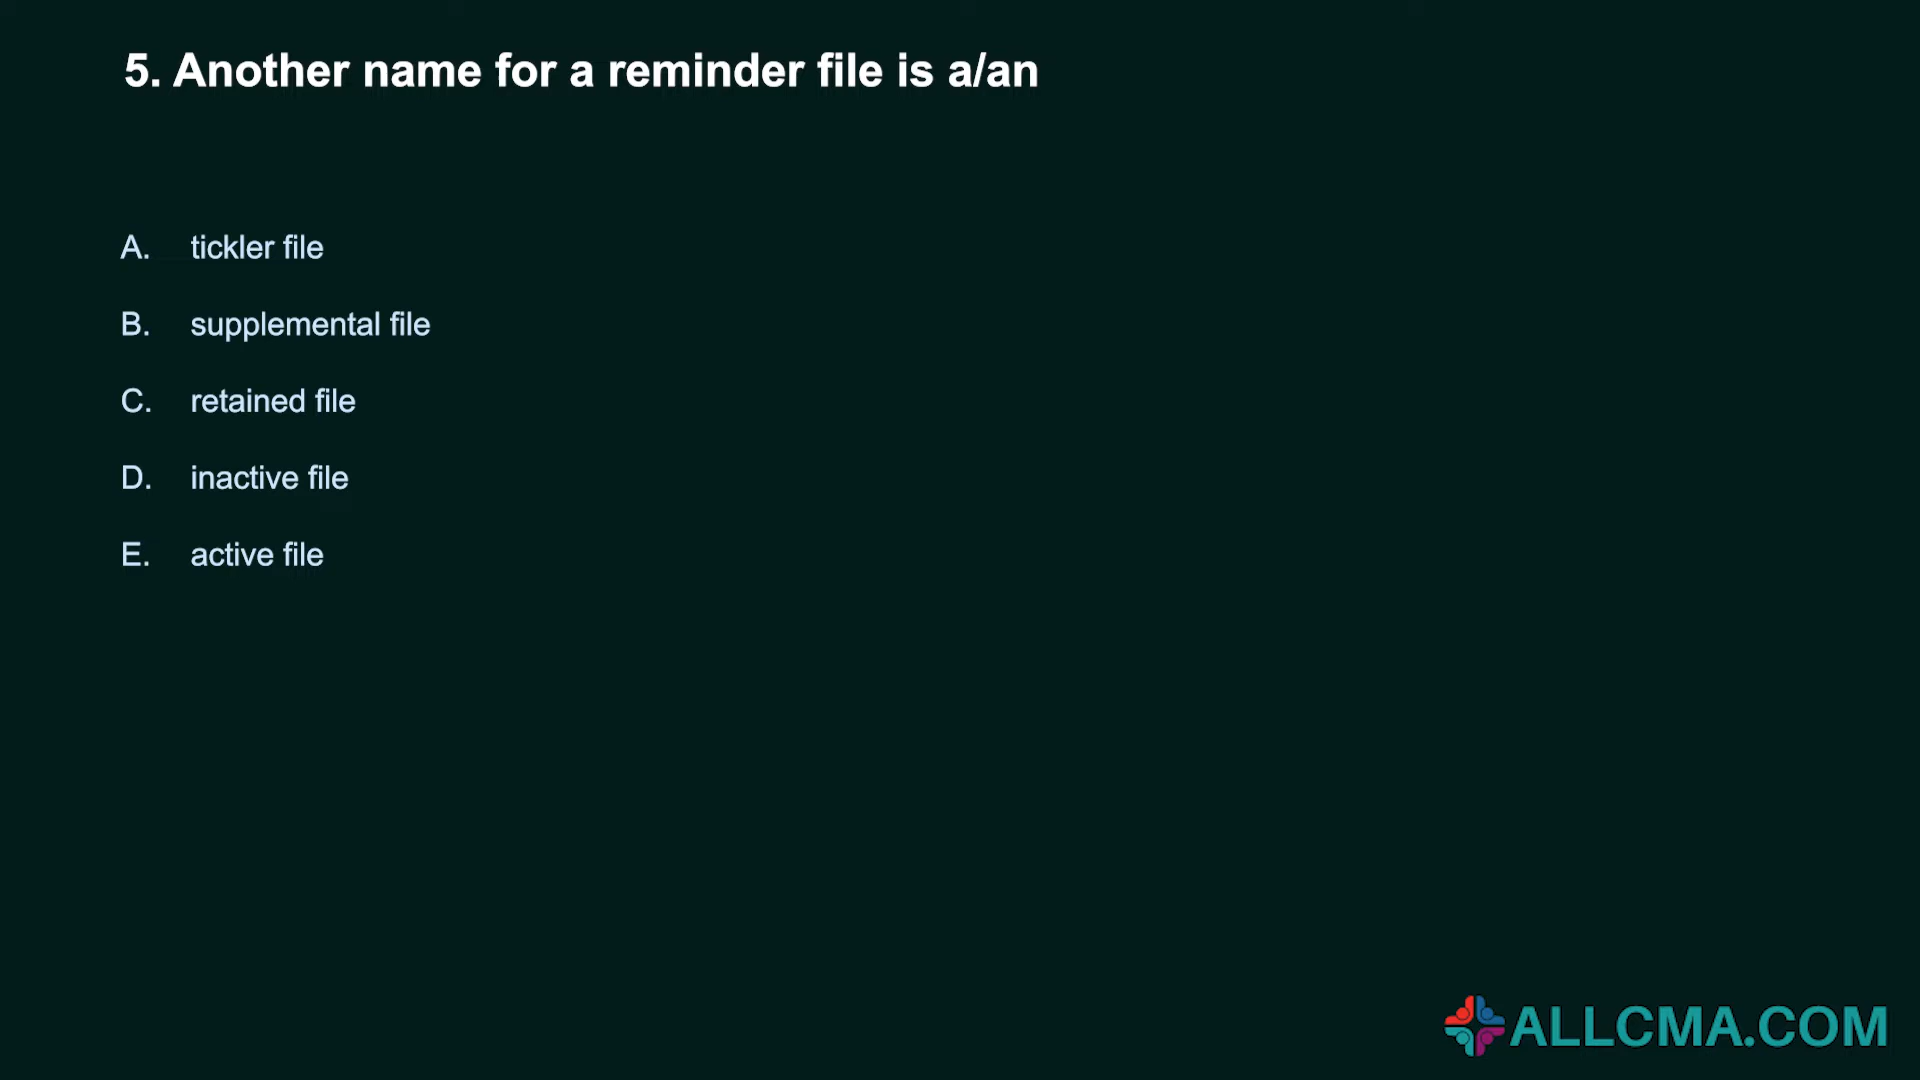 5. Another name for a reminder file is a/an
A. tickler file
B. supplemental file
C. retained file
D. inactive file
E. active file
ALLCMA.COM